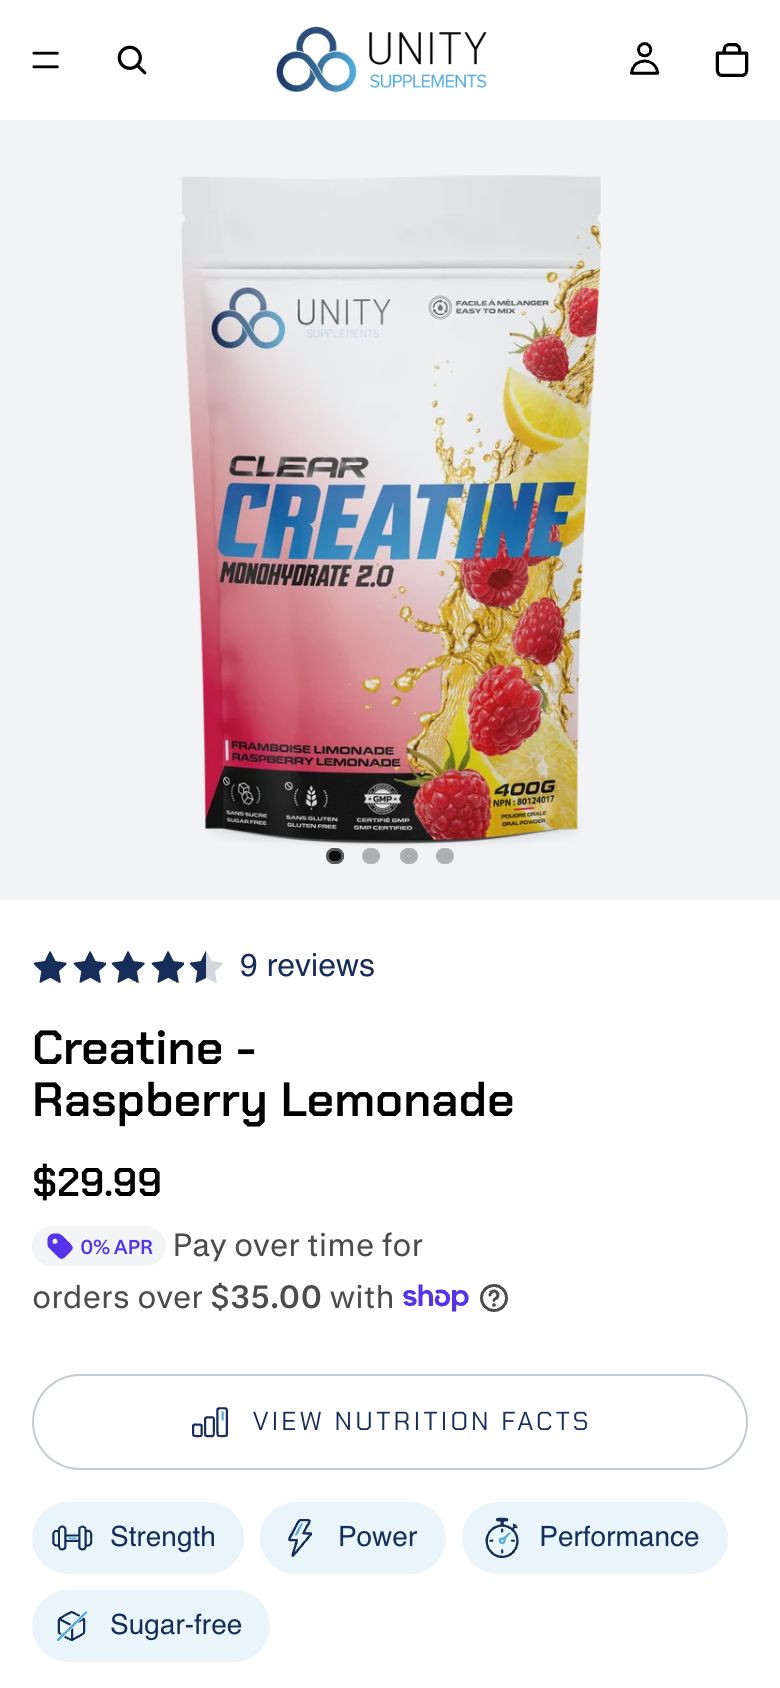 UNITY
SUPPLEMENTS
UNITY
SUPPLEMENTS
FACILE À MÉLANGER
EASY TO MIX
CLEAR
CREATINE
MONOHYDRATE 2.0
FRAMBOISE LIMONADE
RASPBERRY LEMONADE
SANS SUCRE
SUGAR FREE
SANS GLUTEN
GLUTEN FREE
GMP
CERTIFIÉ GMP
GMP CERTIFIED
400G
NPN : 80124017
POUDRE ORALE
ORAL POWDER
9 reviews
Creatine -
Raspberry Lemonade
$29.99
0% APR Pay over time for
orders over $35.00 with shop ?
VIEW NUTRITION FACTS
Strength
Power
Performance
Sugar-free